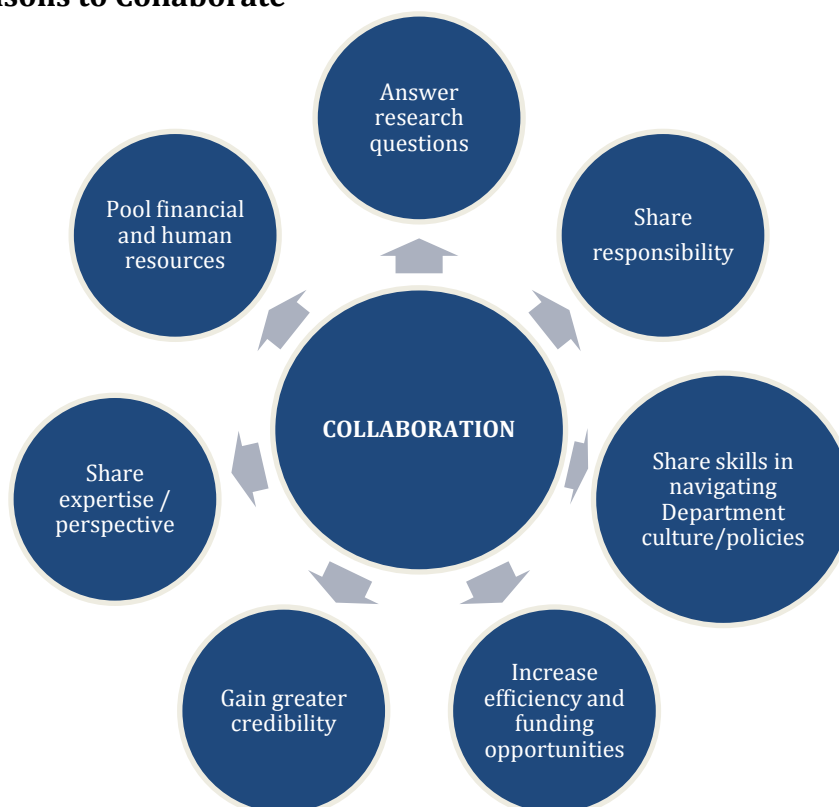 sons to Collaborate
Answer
research
questions
Share
responsibility
Share skills in
navigating
Department
culture/policies
Increase
efficiency and
funding
opportunities
Gain greater
credibility
Share
expertise /
perspective
Pool financial
and human
resources
COLLABORATION